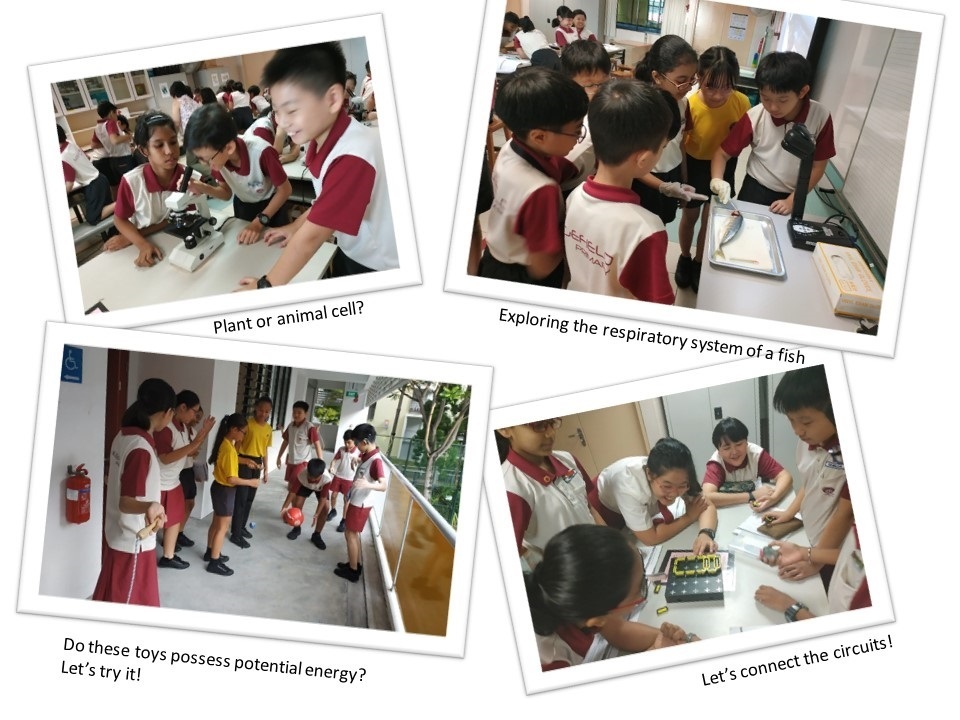 Plant or animal cell?
Exploring the respiratory system of a fish
PRIMARY
Do these toys possess potential energy?
Let's try it!
Let's connect the circuits!